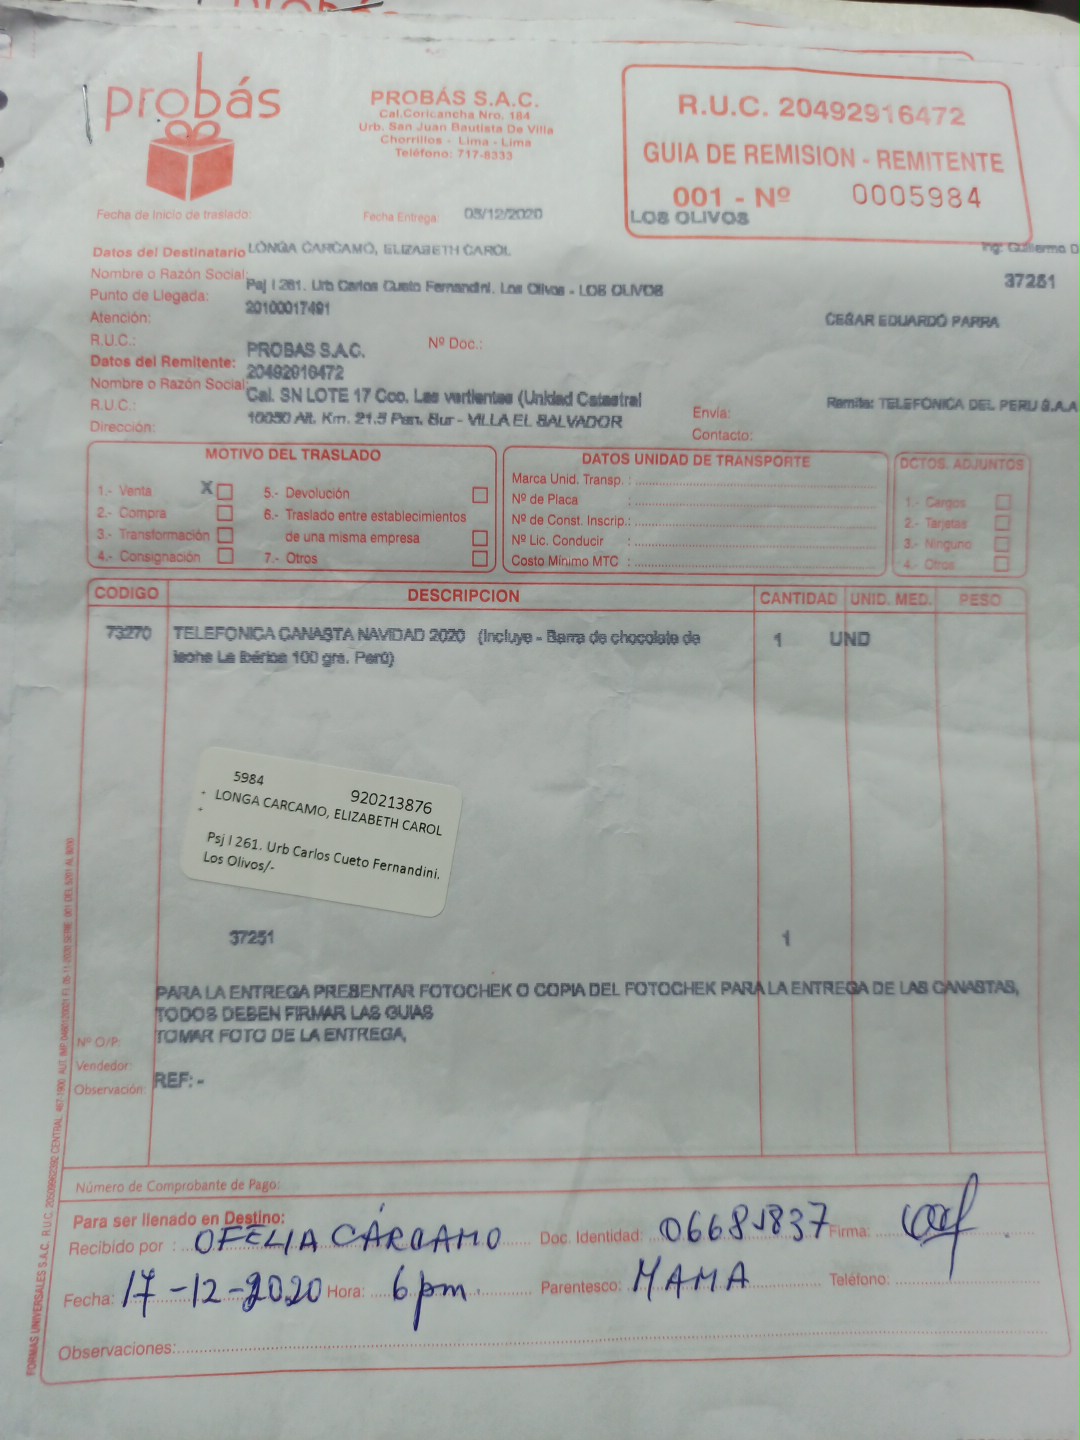 probás
PROBÁS S.A.C.
Cal.Coricancha Nro. 184
Urb. San Juan Bautista De Villa
Chorrillos - Lima - Lima
Teléfono: 717-8333
R.U.C. 20492916472
GUIA DE REMISION - REMITENTE
001 - Nº 0005984
LOS OLIVOS
Fecha de Inicio de traslado:
Fecha Entrega: 03/12/2020
Datos del Destinatario LONGA CARCAMO, ELIZABETH CAROL
Ing. Guillermo D
Nombre o Razón Social:
Psj I 261. Urb Carlos Cueto Fernandini. Los Olivos - LOS OLIVOS
37251
Punto de Llegada:
20100017491
Atención:
CESAR EDUARDO PARRA
R.U.C.:
Nº Doc.:
PROBAS S.A.C.
Datos del Remitente:
20492916472
Nombre o Razón Social:
Cal. SN LOTE 17 Coo. Las vertientes (Unidad Catastral
R.U.C.:
Envia:
Remite: TELEFONICA DEL PERU S.A.A
10050 Alt. Km. 21.5 Pan. Sur - VILLA EL SALVADOR
Dirección:
Contacto:
MOTIVO DEL TRASLADO
1.- Venta X
2.- Compra
3.- Transformación
4.- Consignación
5.- Devolución
6.- Traslado entre establecimientos
de una misma empresa
7.- Otros
DATOS UNIDAD DE TRANSPORTE
Marca Unid. Transp. :
Nº de Placa :
Nº de Const. Inscrip.:
Nº Lic. Conducir :
Costo Mínimo MTC :
DCTOS. ADJUNTOS
1.- Cargos
2.- Tarjetas
3.- Ninguno
4.- Otros
CODIGO DESCRIPCION CANTIDAD UNID. MED. PESO
73270 TELEFONICA CANASTA NAVIDAD 2020 (Incluye - Barra de chocolate de 1 UND
leche La Ibérica 100 grs. Perú)
5984 920213876
LONGA CARCAMO, ELIZABETH CAROL
Psj I 261. Urb Carlos Cueto Fernandini.
Los Olivos/-
37251 1
PARA LA ENTREGA PRESENTAR FOTOCHEK O COPIA DEL FOTOCHEK PARA LA ENTREGA DE LAS CANASTAS,
TODOS DEBEN FIRMAR LAS GUIAS
TOMAR FOTO DE LA ENTREGA,
Nº O/P:
Vendedor:
REF: -
Observación:
Número de Comprobante de Pago:
Para ser llenado en Destino:
Recibido por : OFELIA CÁRCAMO Doc. Identidad: 06681837 Firma:
Fecha: 17-12-2020 Hora: 6pm Parentesco: MAMA Teléfono:
Observaciones:
FORMAS UNIVERSALES S.A.C.